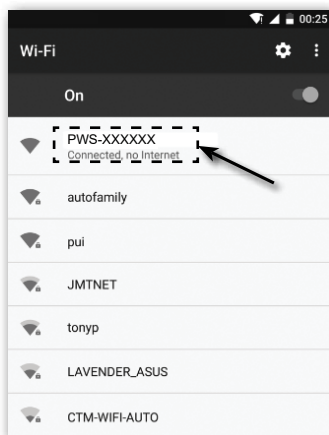 00:25
Wi-Fi
On
PWS-XXXXXX
Connected, no Internet
autofamily
pui
JMTNET
tonyp
LAVENDER_ASUS
CTM-WIFI-AUTO